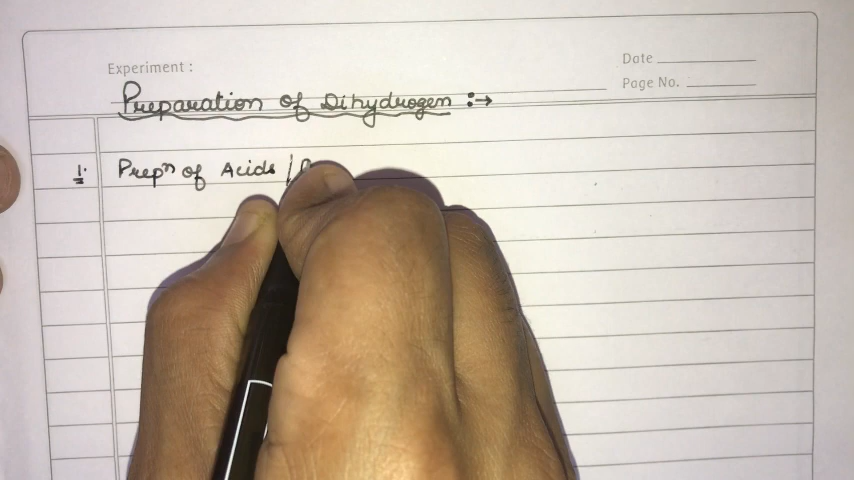 Experiment :
Date
Page No.
Preparation of Dihydrogen :→
1. Prepⁿ of Acids /